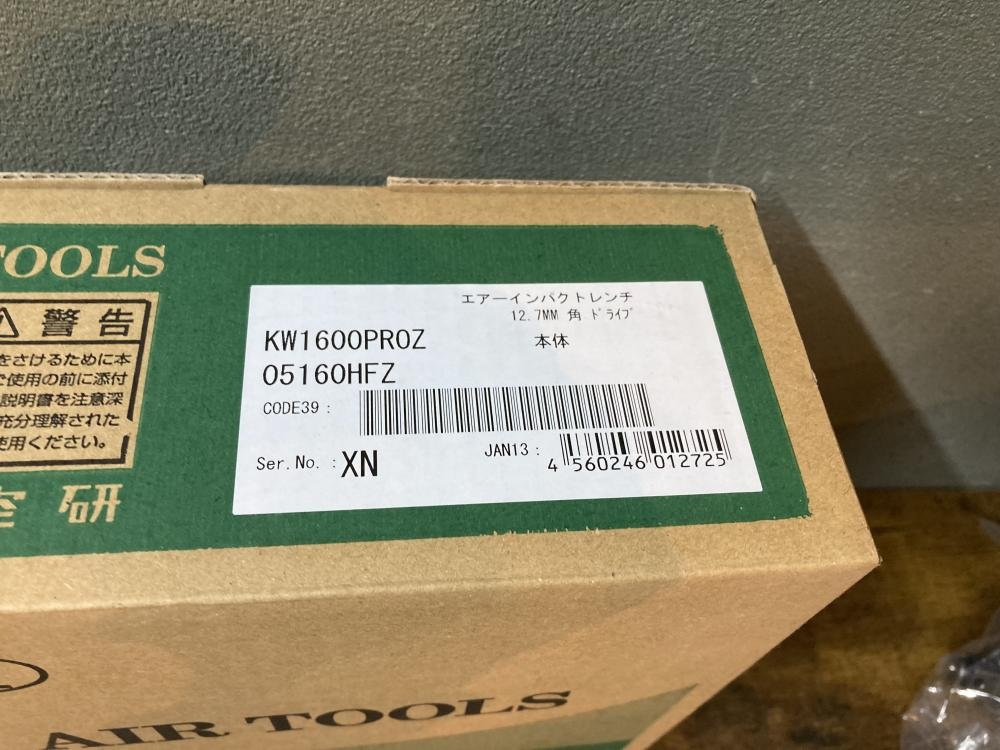 TOOLS
警告
をさけるために本
ご使用の前に添付
説明書を注意深
充分理解された
使用ください。
空研
エアーインパクトレンチ
12.7MM 角 ドライブ
KW1600PROZ
本体
05160HFZ
CODE39 :
Ser.No. : XN
JAN13 :
4 560246 012725
AIR TOOLS